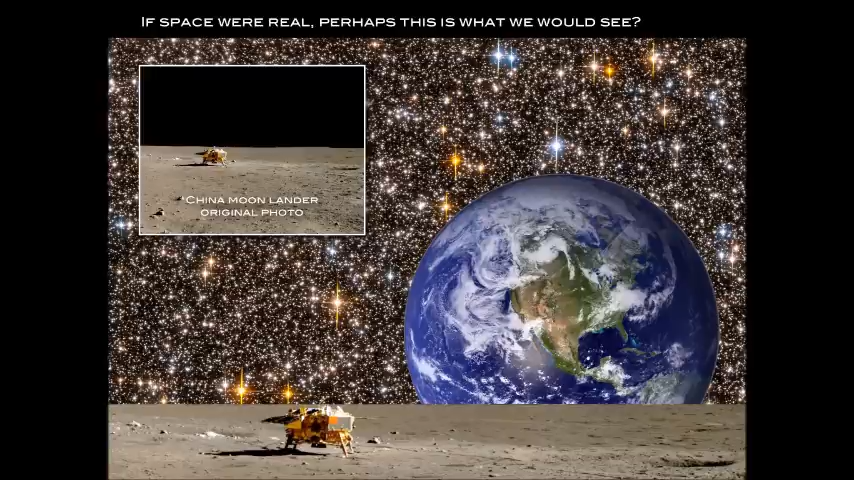 If space were real, perhaps this is what we would see?
*China moon lander
original photo